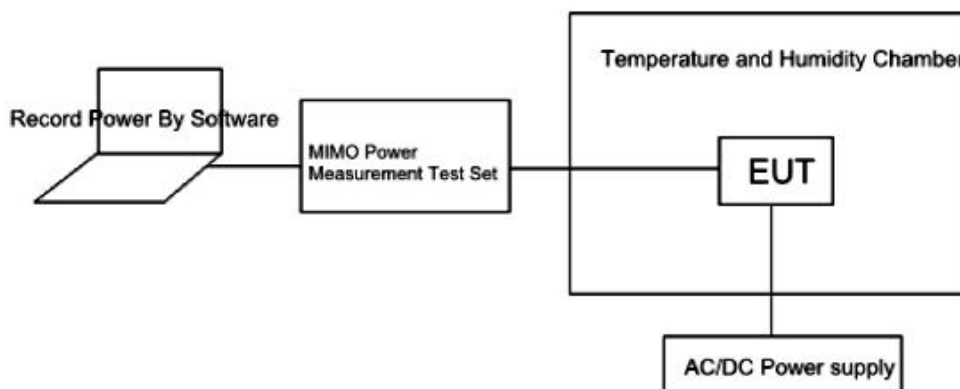 Temperature and Humidity Chamber
Record Power By Software
MIMO Power
Measurement Test Set
EUT
AC/DC Power supply